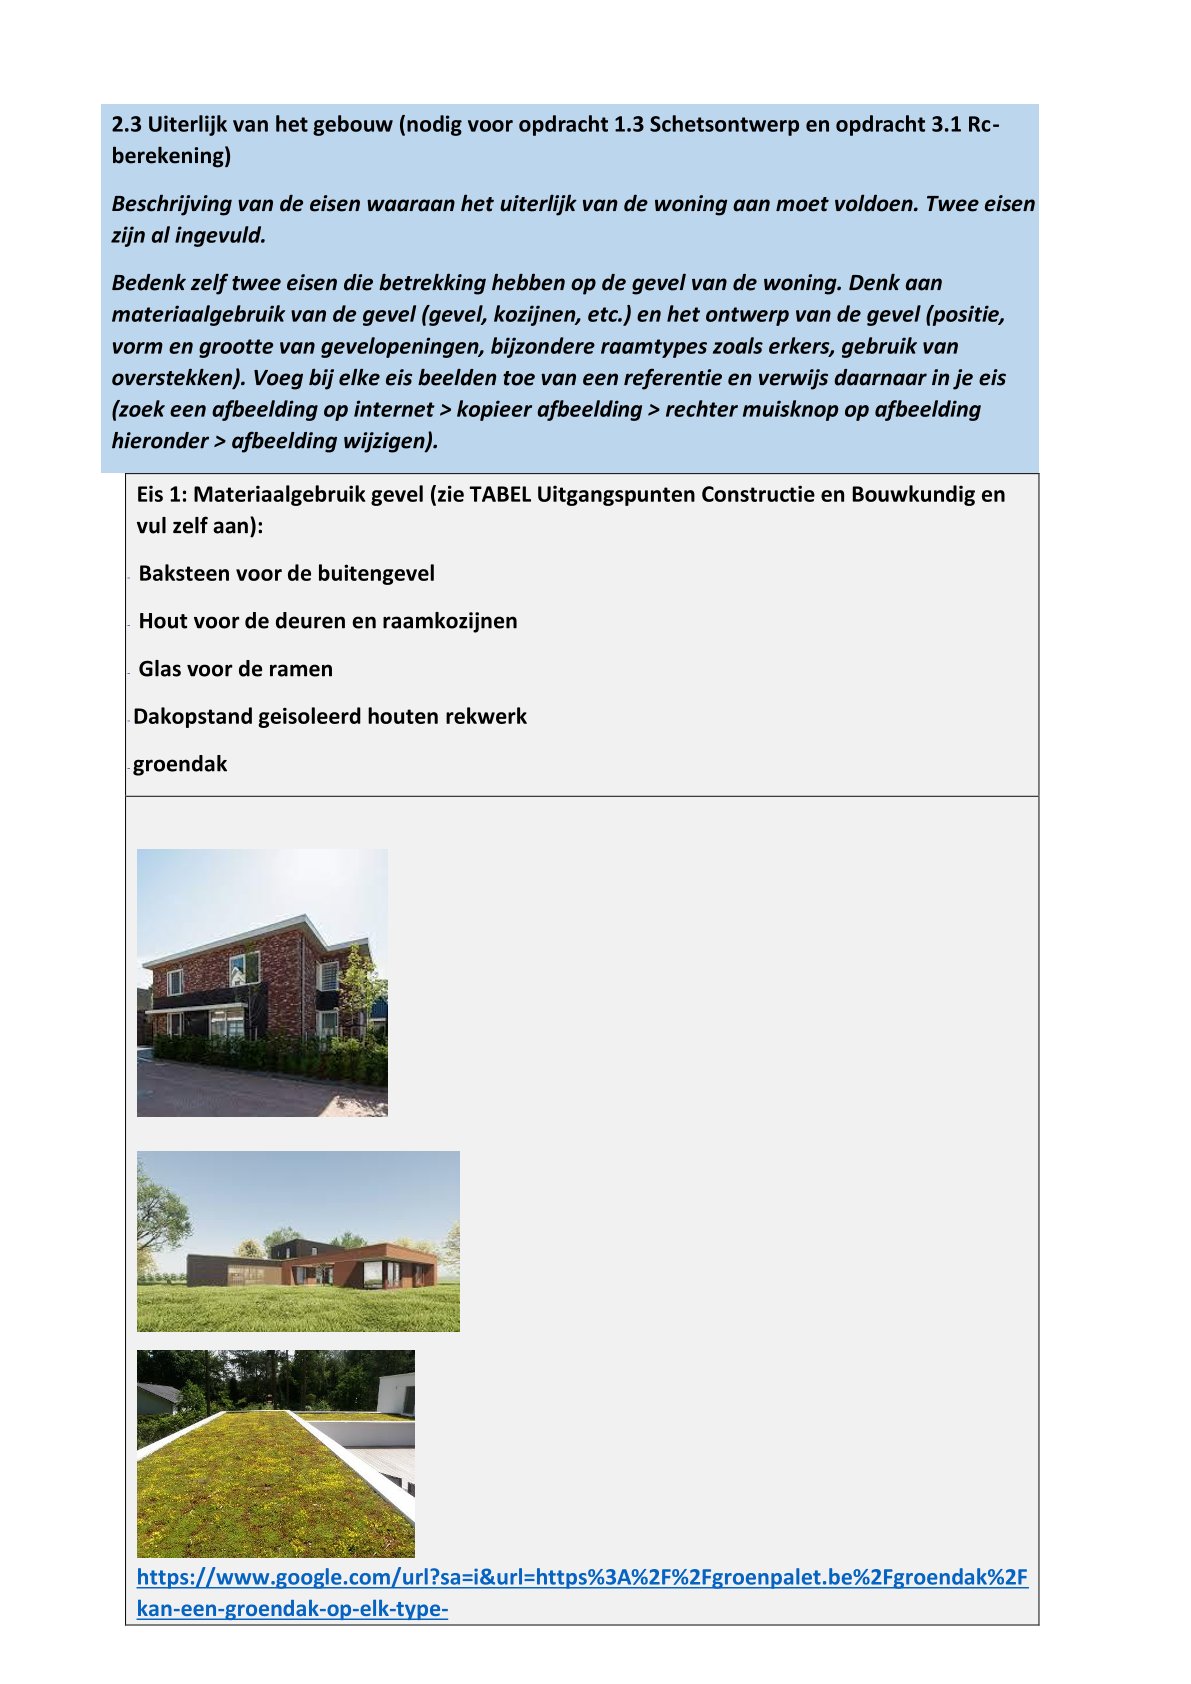 2.3 Uiterlijk van het gebouw (nodig voor opdracht 1.3 Schetsontwerp en opdracht 3.1 Rc-
berekening)
Beschrijving van de eisen waaraan het uiterlijk van de woning aan moet voldoen. Twee eisen
zijn al ingevuld.
Bedenk zelf twee eisen die betrekking hebben op de gevel van de woning. Denk aan
materiaalgebruik van de gevel (gevel, kozijnen, etc.) en het ontwerp van de gevel (positie,
vorm en grootte van gevelopeningen, bijzondere raamtypes zoals erkers, gebruik van
overstekken). Voeg bij elke eis beelden toe van een referentie en verwijs daarnaar in je eis
(zoek een afbeelding op internet > kopieer afbeelding > rechter muisknop op afbeelding
hieronder > afbeelding wijzigen).
Eis 1: Materiaalgebruik gevel (zie TABEL Uitgangspunten Constructie en Bouwkundig en
vul zelf aan):
- Baksteen voor de buitengevel
- Hout voor de deuren en raamkozijnen
- Glas voor de ramen
- Dakopstand geisoleerd houten rekwerk
- groendak
https://www.google.com/url?sa=i&url=https%3A%2F%2Fgroenpalet.be%2Fgroendak%2F
kan-een-groendak-op-elk-type-